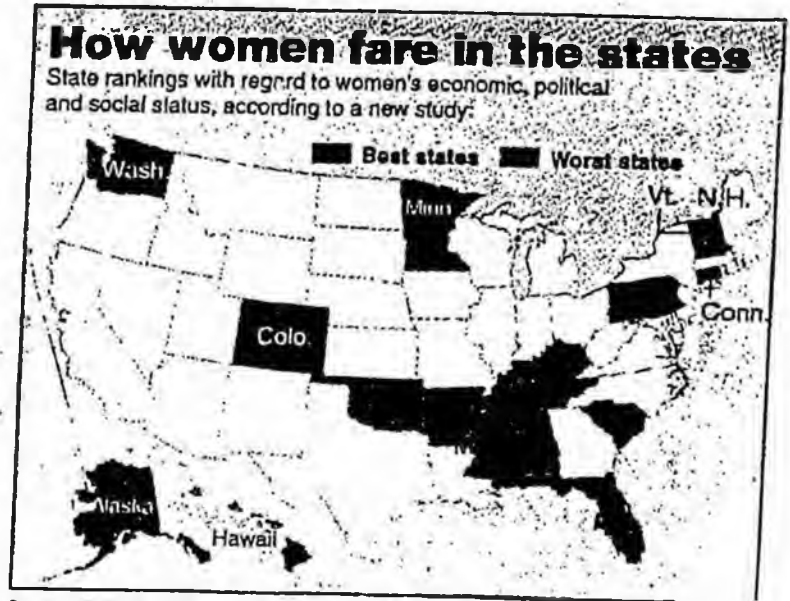 How women fare in the states
State rankings with regard to women's economic, political
and social status, according to a new study:
Best states Worst states
Wash
Minn
Vt. N.H.
Conn.
Colo.
Alaska
Hawaii